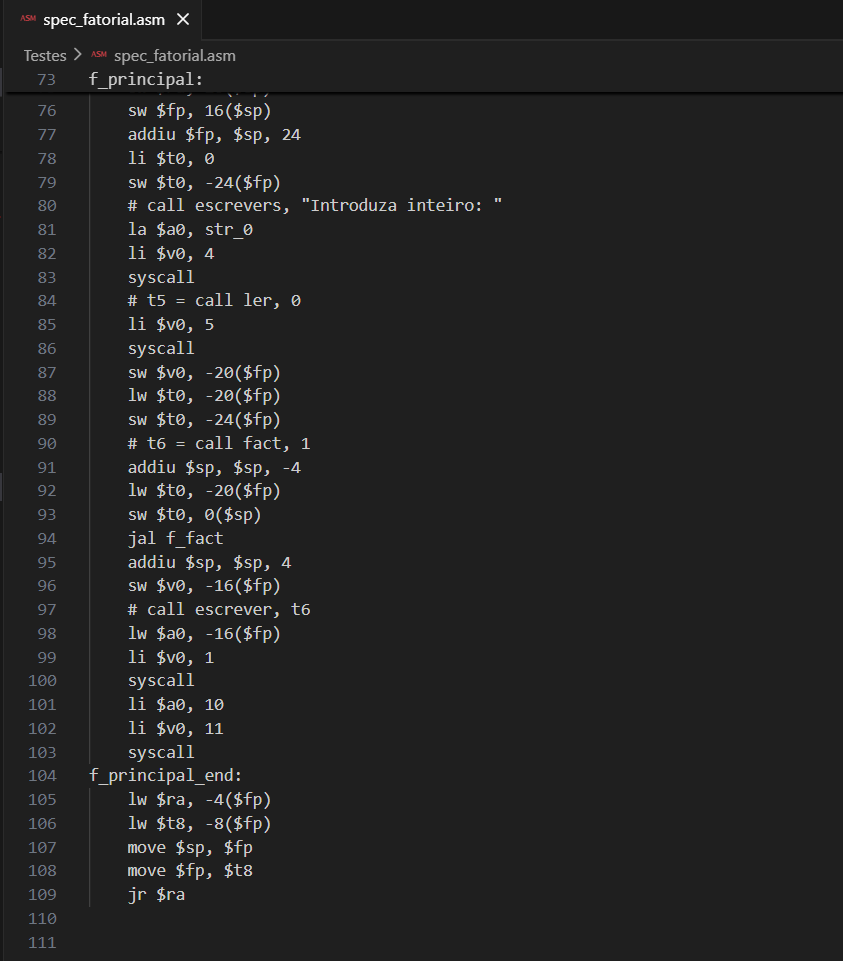 ASM spec_fatorial.asm ×
Testes > ASM spec_fatorial.asm
73 f_principal:
76 sw $fp, 16($sp)
77 addiu $fp, $sp, 24
78 li $t0, 0
79 sw $t0, -24($fp)
80 # call escrevers, "Introduza inteiro: "
81 la $a0, str_0
82 li $v0, 4
83 syscall
84 # t5 = call ler, 0
85 li $v0, 5
86 syscall
87 sw $v0, -20($fp)
88 lw $t0, -20($fp)
89 sw $t0, -24($fp)
90 # t6 = call fact, 1
91 addiu $sp, $sp, -4
92 lw $t0, -20($fp)
93 sw $t0, 0($sp)
94 jal f_fact
95 addiu $sp, $sp, 4
96 sw $v0, -16($fp)
97 # call escrever, t6
98 lw $a0, -16($fp)
99 li $v0, 1
100 syscall
101 li $a0, 10
102 li $v0, 11
103 syscall
104 f_principal_end:
105 lw $ra, -4($fp)
106 lw $t8, -8($fp)
107 move $sp, $fp
108 move $fp, $t8
109 jr $ra
110
111